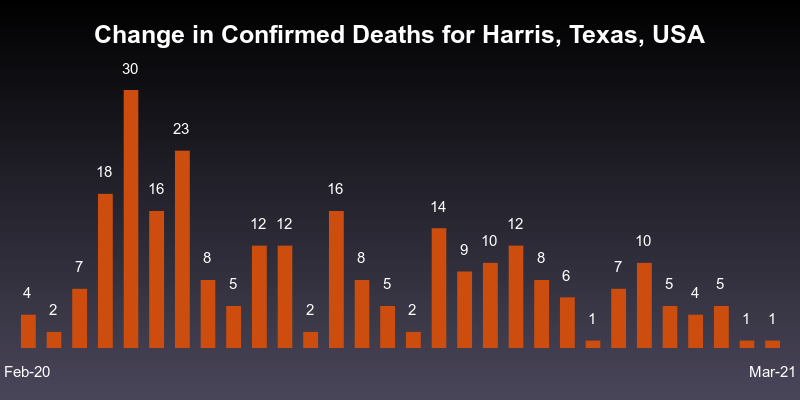 Change in Confirmed Deaths for Harris, Texas, USA
4 2 7 18 30 16 23 8 5 12 12 2 16 8 5 2 14 9 10 12 8 6 1 7 10 5 4 5 1 1
Feb-20 Mar-21